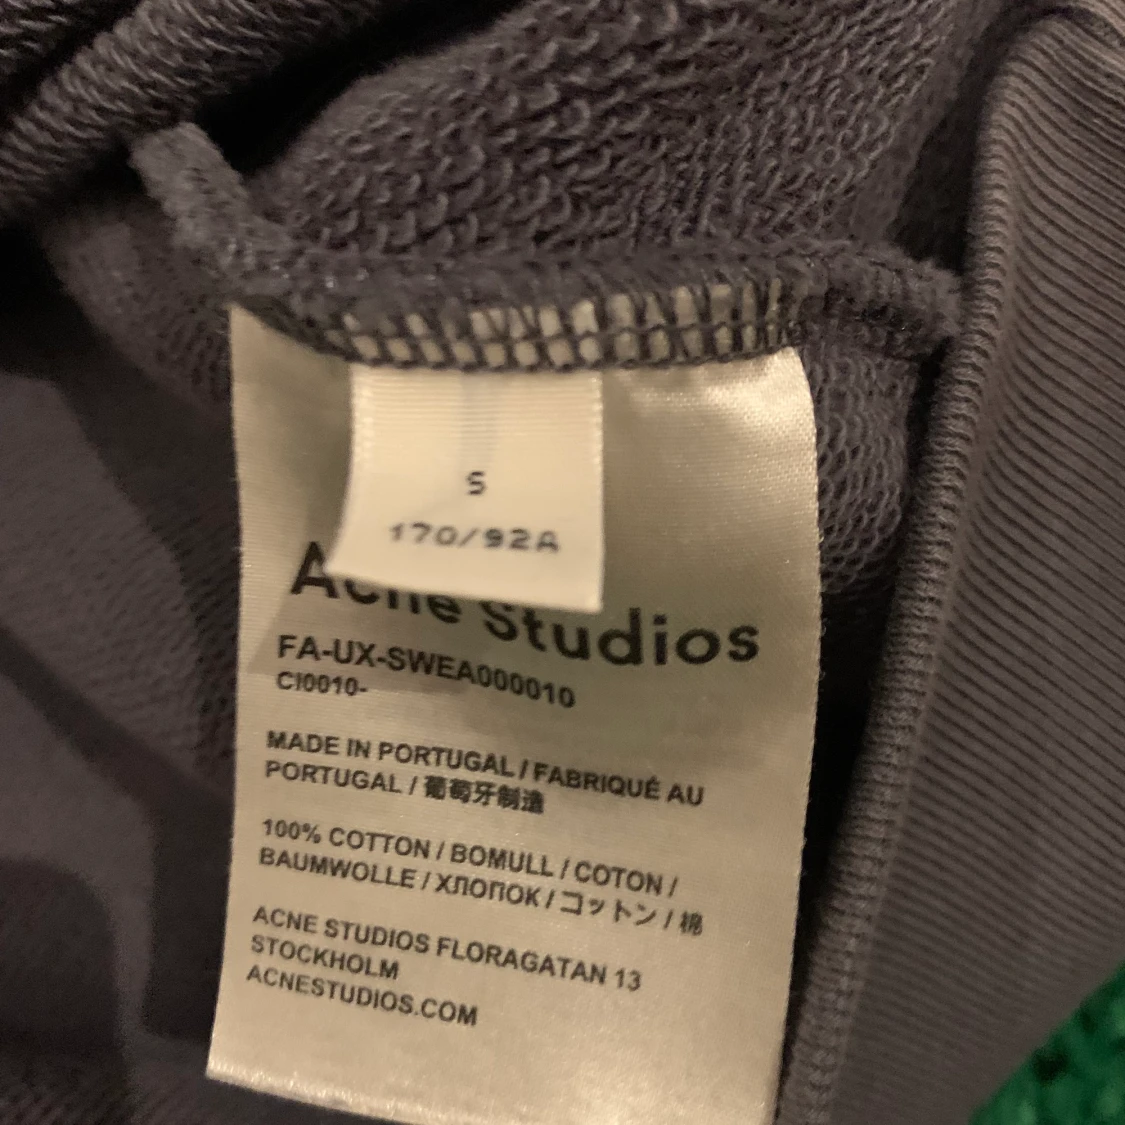 S
170/92A
Acne Studios
FA-UX-SWEA000010
CI0010-
MADE IN PORTUGAL / FABRIQUÉ AU
PORTUGAL / 葡萄牙制造
100% COTTON / BOMULL / COTON /
BAUMWOLLE / ХЛОПОК / コットン / 棉
ACNE STUDIOS FLORAGATAN 13
STOCKHOLM
ACNESTUDIOS.COM